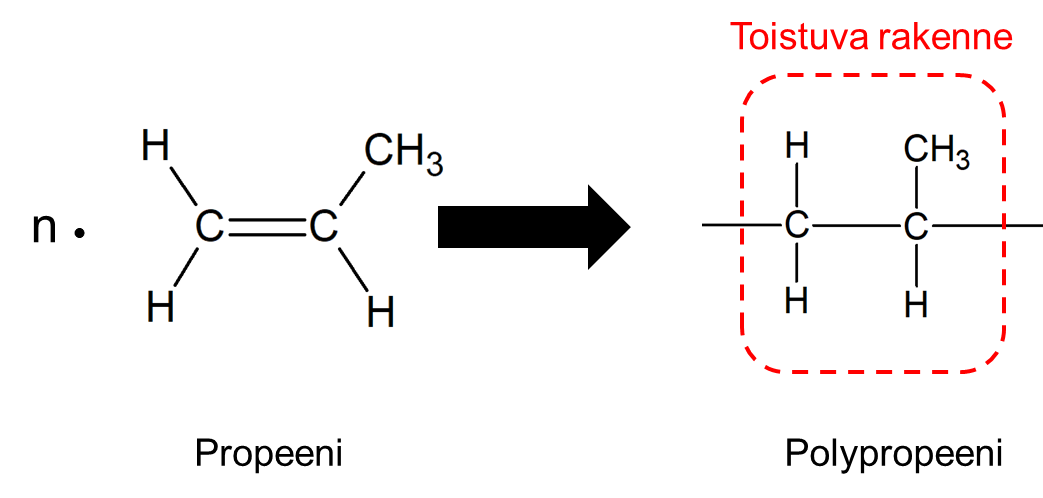 Toistuva rakenne
H
CH₃
H
CH₃
n ·
C
C
C
C
H
H
H
H
Propeeni
Polypropeeni